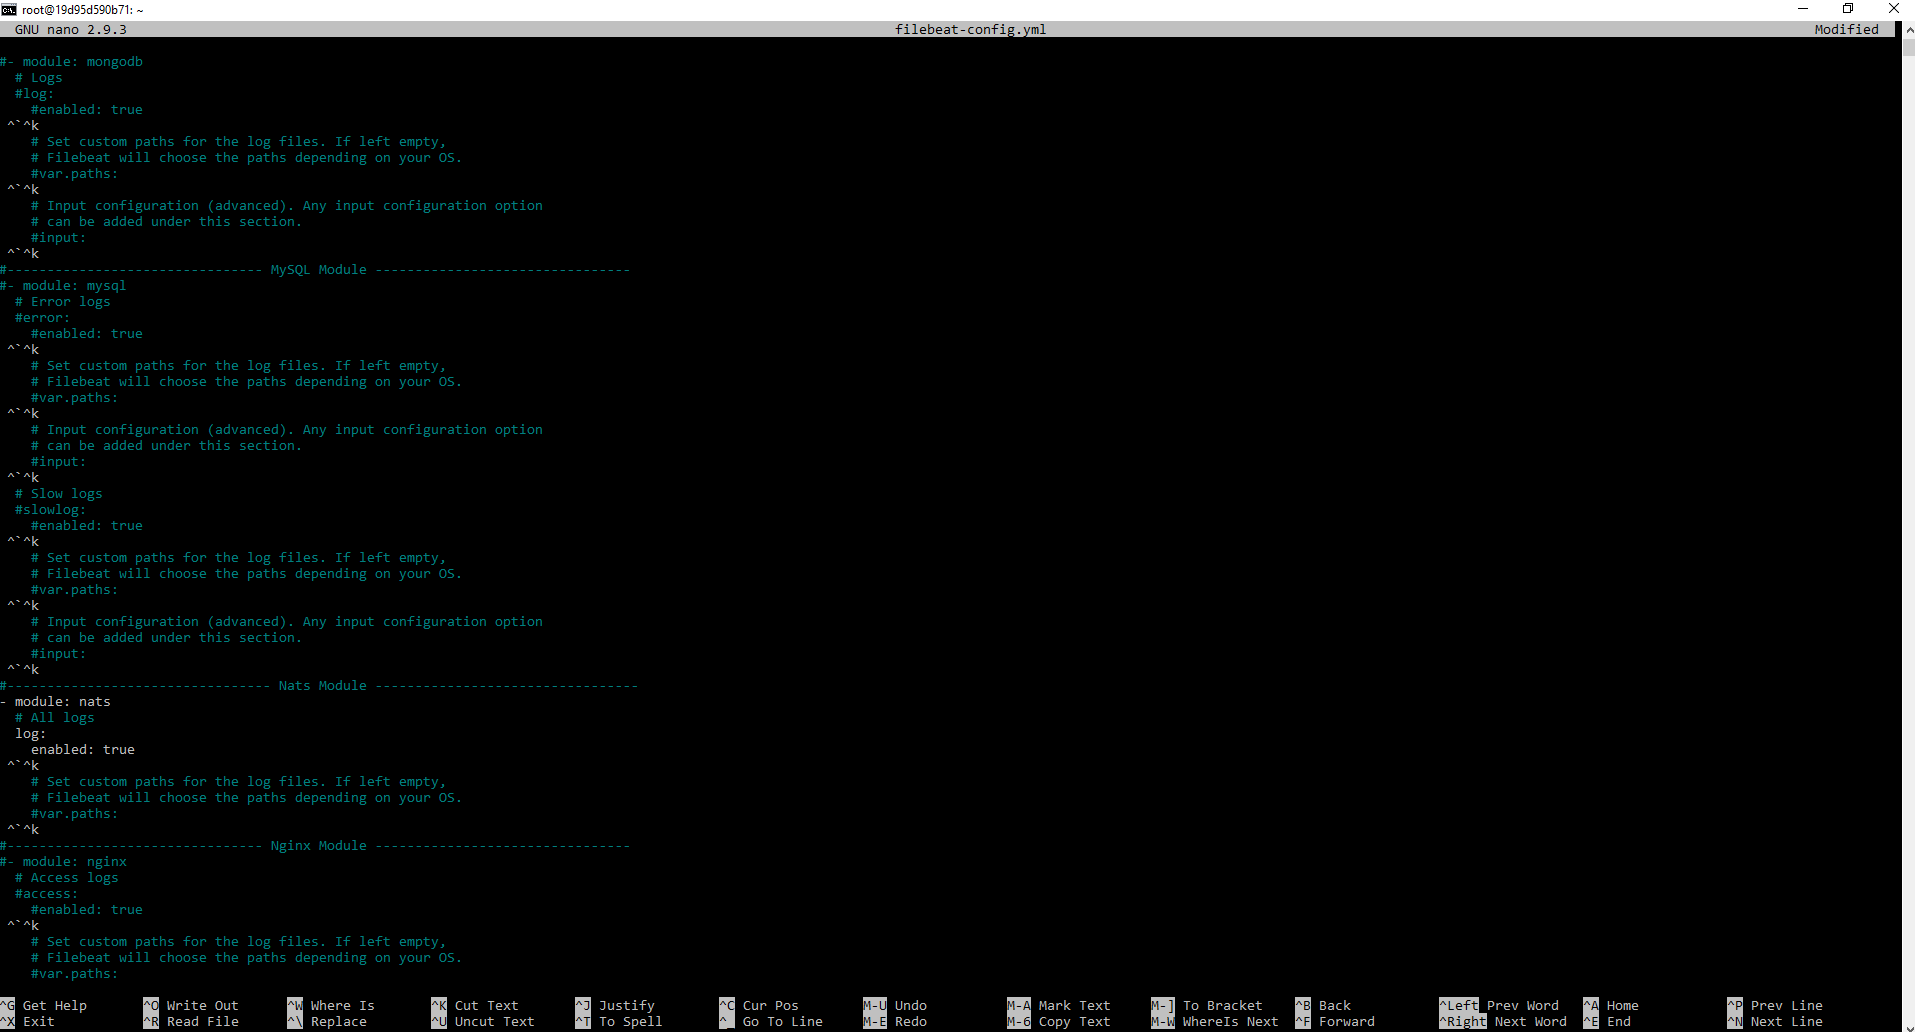 root@19d95d590b71: ~
GNU nano 2.9.3 filebeat-config.yml Modified
#- module: mongodb
# Logs
#log:
#enabled: true
^`^k
# Set custom paths for the log files. If left empty,
# Filebeat will choose the paths depending on your OS.
#var.paths:
^`^k
# Input configuration (advanced). Any input configuration option
# can be added under this section.
#input:
^`^k
#-------------------------------- MySQL Module --------------------------------
#- module: mysql
# Error logs
#error:
#enabled: true
^`^k
# Set custom paths for the log files. If left empty,
# Filebeat will choose the paths depending on your OS.
#var.paths:
^`^k
# Input configuration (advanced). Any input configuration option
# can be added under this section.
#input:
^`^k
# Slow logs
#slowlog:
#enabled: true
^`^k
# Set custom paths for the log files. If left empty,
# Filebeat will choose the paths depending on your OS.
#var.paths:
^`^k
# Input configuration (advanced). Any input configuration option
# can be added under this section.
#input:
^`^k
#--------------------------------- Nats Module ---------------------------------
- module: nats
# All logs
log:
enabled: true
^`^k
# Set custom paths for the log files. If left empty,
# Filebeat will choose the paths depending on your OS.
#var.paths:
^`^k
#-------------------------------- Nginx Module --------------------------------
#- module: nginx
# Access logs
#access:
#enabled: true
^`^k
# Set custom paths for the log files. If left empty,
# Filebeat will choose the paths depending on your OS.
#var.paths:
^G Get Help ^O Write Out ^W Where Is ^K Cut Text ^J Justify ^C Cur Pos M-U Undo M-A Mark Text M-] To Bracket ^B Back ^Left Prev Word ^A Home ^P Prev Line
^X Exit ^R Read File ^\ Replace ^U Uncut Text ^T To Spell ^_ Go To Line M-E Redo M-6 Copy Text M-W WhereIs Next ^F Forward ^Right Next Word ^E End ^N Next Line